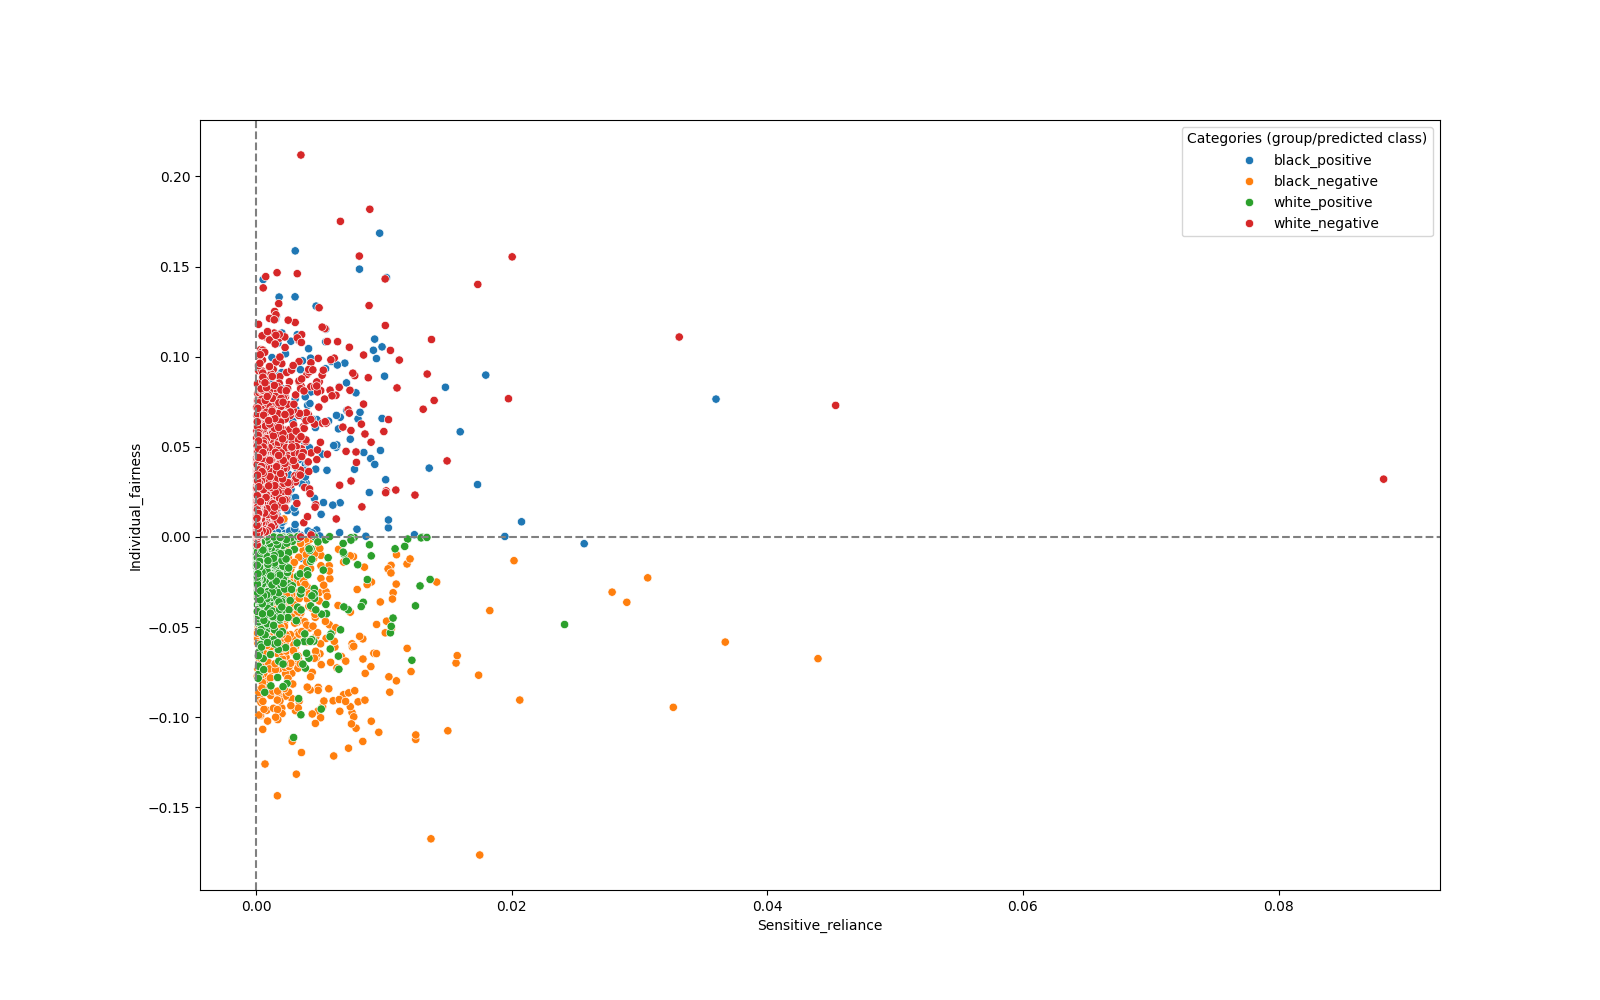 Categories (group/predicted class)
black_positive
black_negative
white_positive
white_negative
0.20
0.15
0.10
0.05
0.00
−0.05
−0.10
−0.15
Individual_fairness
0.00
0.02
0.04
0.06
0.08
Sensitive_reliance